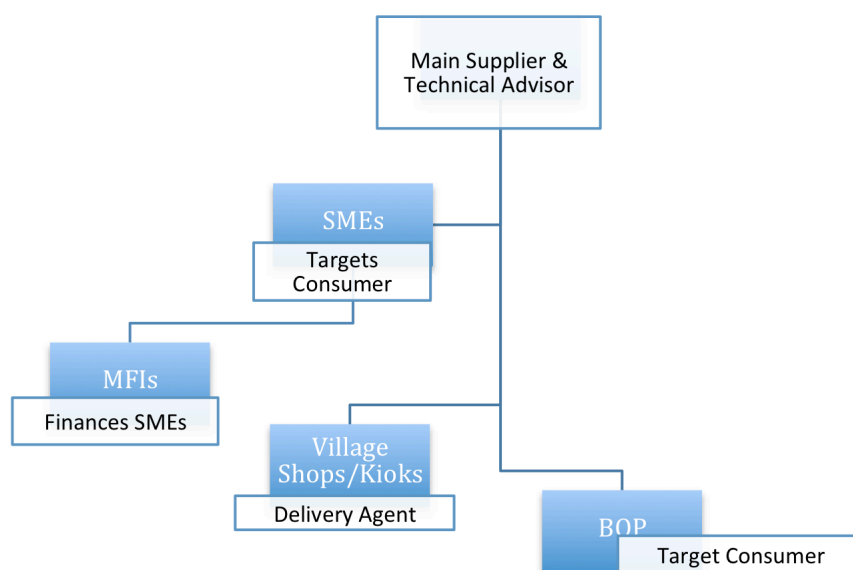 Main Supplier &
Technical Advisor
SMEs
Targets
Consumer
MFIs
Finances SMEs
Village
Shops/Kioks
Delivery Agent
BOP
Target Consumer